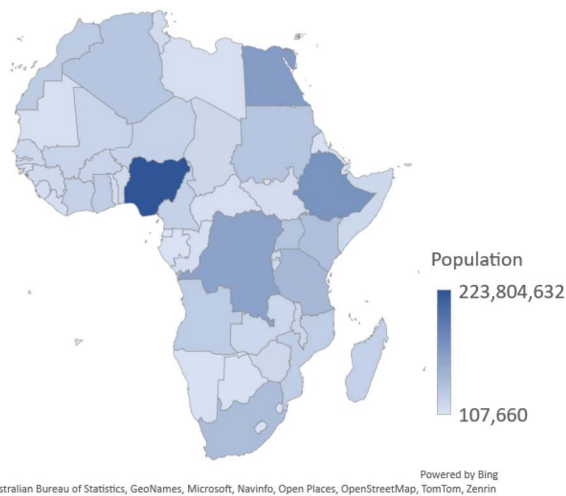 Population
223,804,632
107,660
Powered by Bing
stralian Bureau of Statistics, GeoNames, Microsoft, Navinfo, Open Places, OpenStreetMap, TomTom, Zenrin